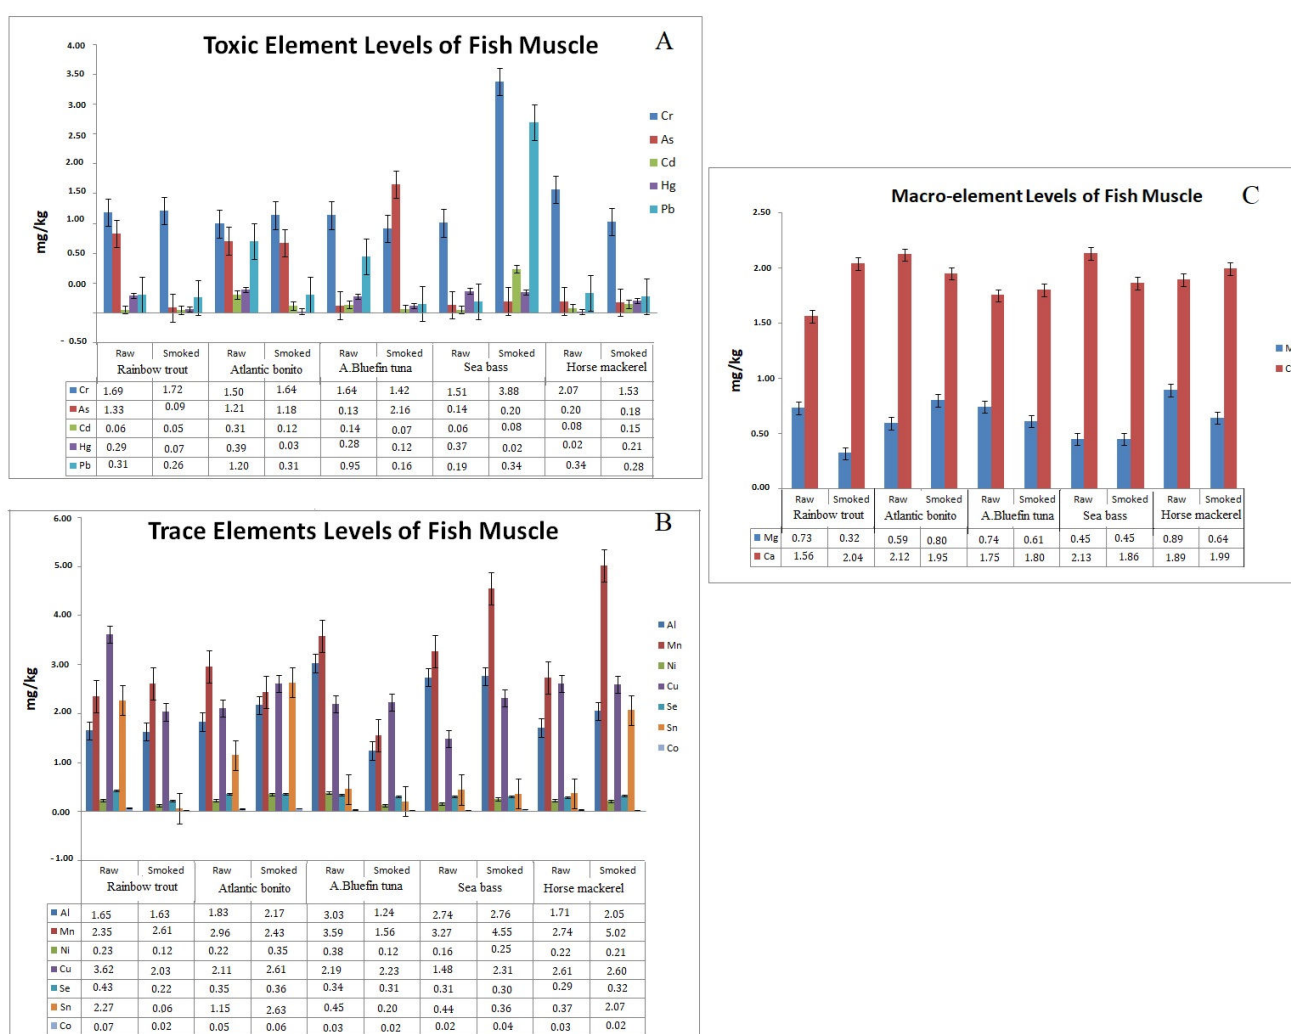 Toxic Element Levels of Fish Muscle A
4.00
3.50
3.00
2.50
2.00
1.50
1.00
0.50
0.00
- 0.50
mg/kg
Cr
As
Cd
Hg
Pb
Raw Smoked Raw Smoked Raw Smoked Raw Smoked Raw Smoked
Rainbow trout Atlantic bonito A.Bluefin tuna Sea bass Horse mackerel
Cr 1.69 1.72 1.50 1.64 1.64 1.42 1.51 3.88 2.07 1.53
As 1.33 0.09 1.21 1.18 0.13 2.16 0.14 0.20 0.20 0.18
Cd 0.06 0.05 0.31 0.12 0.14 0.07 0.06 0.08 0.08 0.15
Hg 0.29 0.07 0.39 0.03 0.28 0.12 0.37 0.02 0.02 0.21
Pb 0.31 0.26 1.20 0.31 0.95 0.16 0.19 0.34 0.34 0.28
Trace Elements Levels of Fish Muscle B
6.00
5.00
4.00
3.00
2.00
1.00
0.00
- 1.00
mg/kg
Al
Mn
Ni
Cu
Se
Sn
Co
Raw Smoked Raw Smoked Raw Smoked Raw Smoked Raw Smoked
Rainbow trout Atlantic bonito A.Bluefin tuna Sea bass Horse mackerel
Al 1.65 1.63 1.83 2.17 3.03 1.24 2.74 2.76 1.71 2.05
Mn 2.35 2.61 2.96 2.43 3.59 1.56 3.27 4.55 2.74 5.02
Ni 0.23 0.12 0.22 0.35 0.38 0.12 0.16 0.25 0.22 0.21
Cu 3.62 2.03 2.11 2.61 2.19 2.23 1.48 2.31 2.61 2.60
Se 0.43 0.22 0.35 0.36 0.34 0.31 0.31 0.30 0.29 0.32
Sn 2.27 0.06 1.15 2.63 0.45 0.20 0.44 0.36 0.37 2.07
Co 0.07 0.02 0.05 0.06 0.03 0.02 0.02 0.04 0.03 0.02
Macro-element Levels of Fish Muscle C
2.50
2.00
1.50
1.00
0.50
0.00
mg/kg
Raw Smoked Raw Smoked Raw Smoked Raw Smoked Raw Smoked
Rainbow trout Atlantic bonito A.Bluefin tuna Sea bass Horse mackerel
Mg 0.73 0.32 0.59 0.80 0.74 0.61 0.45 0.45 0.89 0.64
Ca 1.56 2.04 2.12 1.95 1.75 1.80 2.13 1.86 1.89 1.99